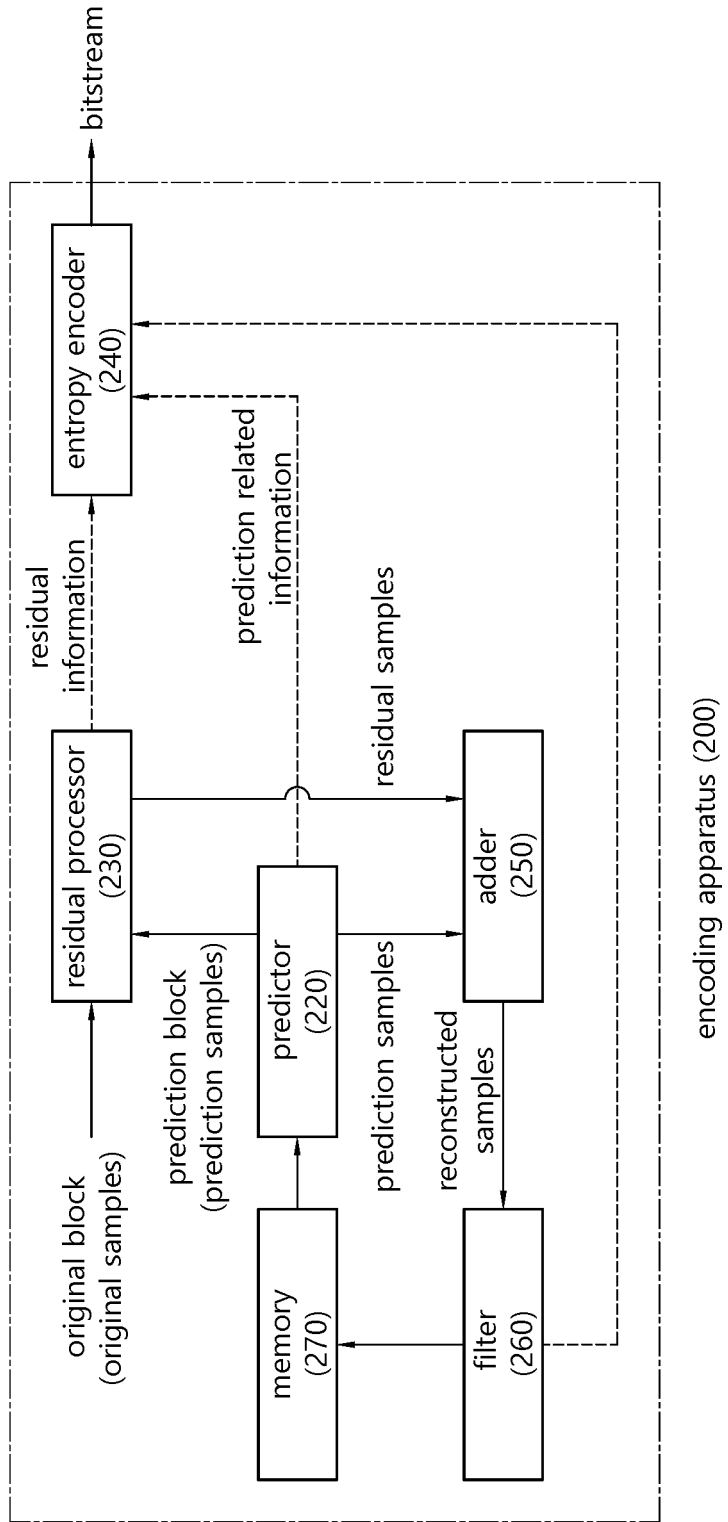 original block
(original samples)
residual processor
(230)
residual
information
entropy encoder
(240)
bitstream
prediction block
(prediction samples)
prediction related
information
memory
(270)
predictor
(220)
prediction samples
residual samples
reconstructed
samples
filter
(260)
adder
(250)
encoding apparatus (200)